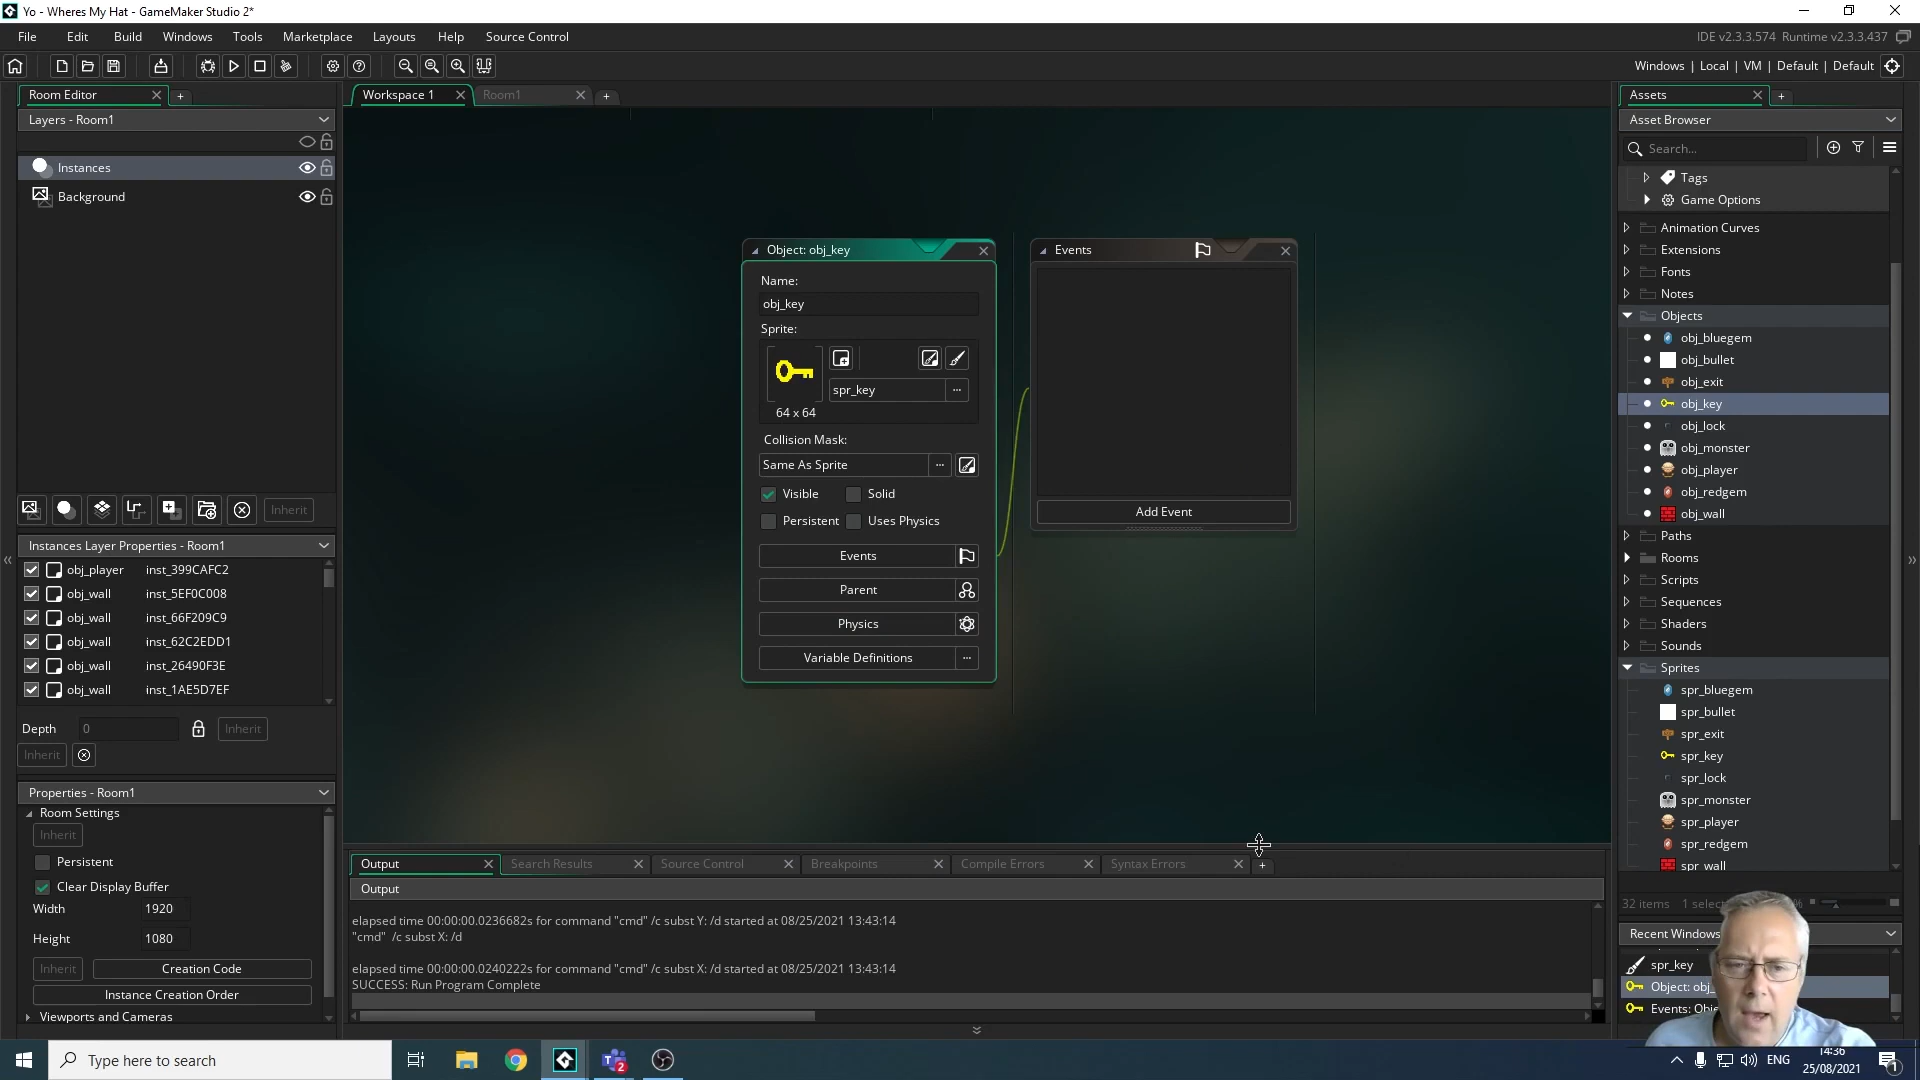 Yo - Wheres My Hat - GameMaker Studio 2*
File Edit Build Windows Tools Marketplace Layouts Help Source Control
IDE v2.3.3.574 Runtime v2.3.3.437
Windows | Local | VM | Default | Default
Room Editor
Layers - Room1
Instances
Background
Inherit
Instances Layer Properties - Room1
obj_player inst_399CAFC2
obj_wall inst_5EF0C008
obj_wall inst_66F209C9
obj_wall inst_62C2EDD1
obj_wall inst_26490F3E
obj_wall inst_1AE5D7EF
Depth 0 Inherit
Inherit
Properties - Room1
Room Settings
Inherit
Persistent
Clear Display Buffer
Width 1920
Height 1080
Inherit Creation Code
Instance Creation Order
Viewports and Cameras
Workspace 1
Room1
Object: obj_key
Name:
obj_key
Sprite:
spr_key
64 x 64
Collision Mask:
Same As Sprite
Visible Solid
Persistent Uses Physics
Events
Parent
Physics
Variable Definitions
Events
Add Event
Output Search Results Source Control Breakpoints Compile Errors Syntax Errors
Output
elapsed time 00:00:00.0236682s for command "cmd" /c subst Y: /d started at 08/25/2021 13:43:14
"cmd" /c subst X: /d
elapsed time 00:00:00.0240222s for command "cmd" /c subst X: /d started at 08/25/2021 13:43:14
SUCCESS: Run Program Complete
Assets
Asset Browser
Search...
Tags
Game Options
Animation Curves
Extensions
Fonts
Notes
Objects
obj_bluegem
obj_bullet
obj_exit
obj_key
obj_lock
obj_monster
obj_player
obj_redgem
obj_wall
Paths
Rooms
Scripts
Sequences
Shaders
Sounds
Sprites
spr_bluegem
spr_bullet
spr_exit
spr_key
spr_lock
spr_monster
spr_player
spr_redgem
spr_wall
32 items
Recent Windows
spr_key
Object:
Events:
Type here to search
2
ENG
14:36
25/08/2021
1